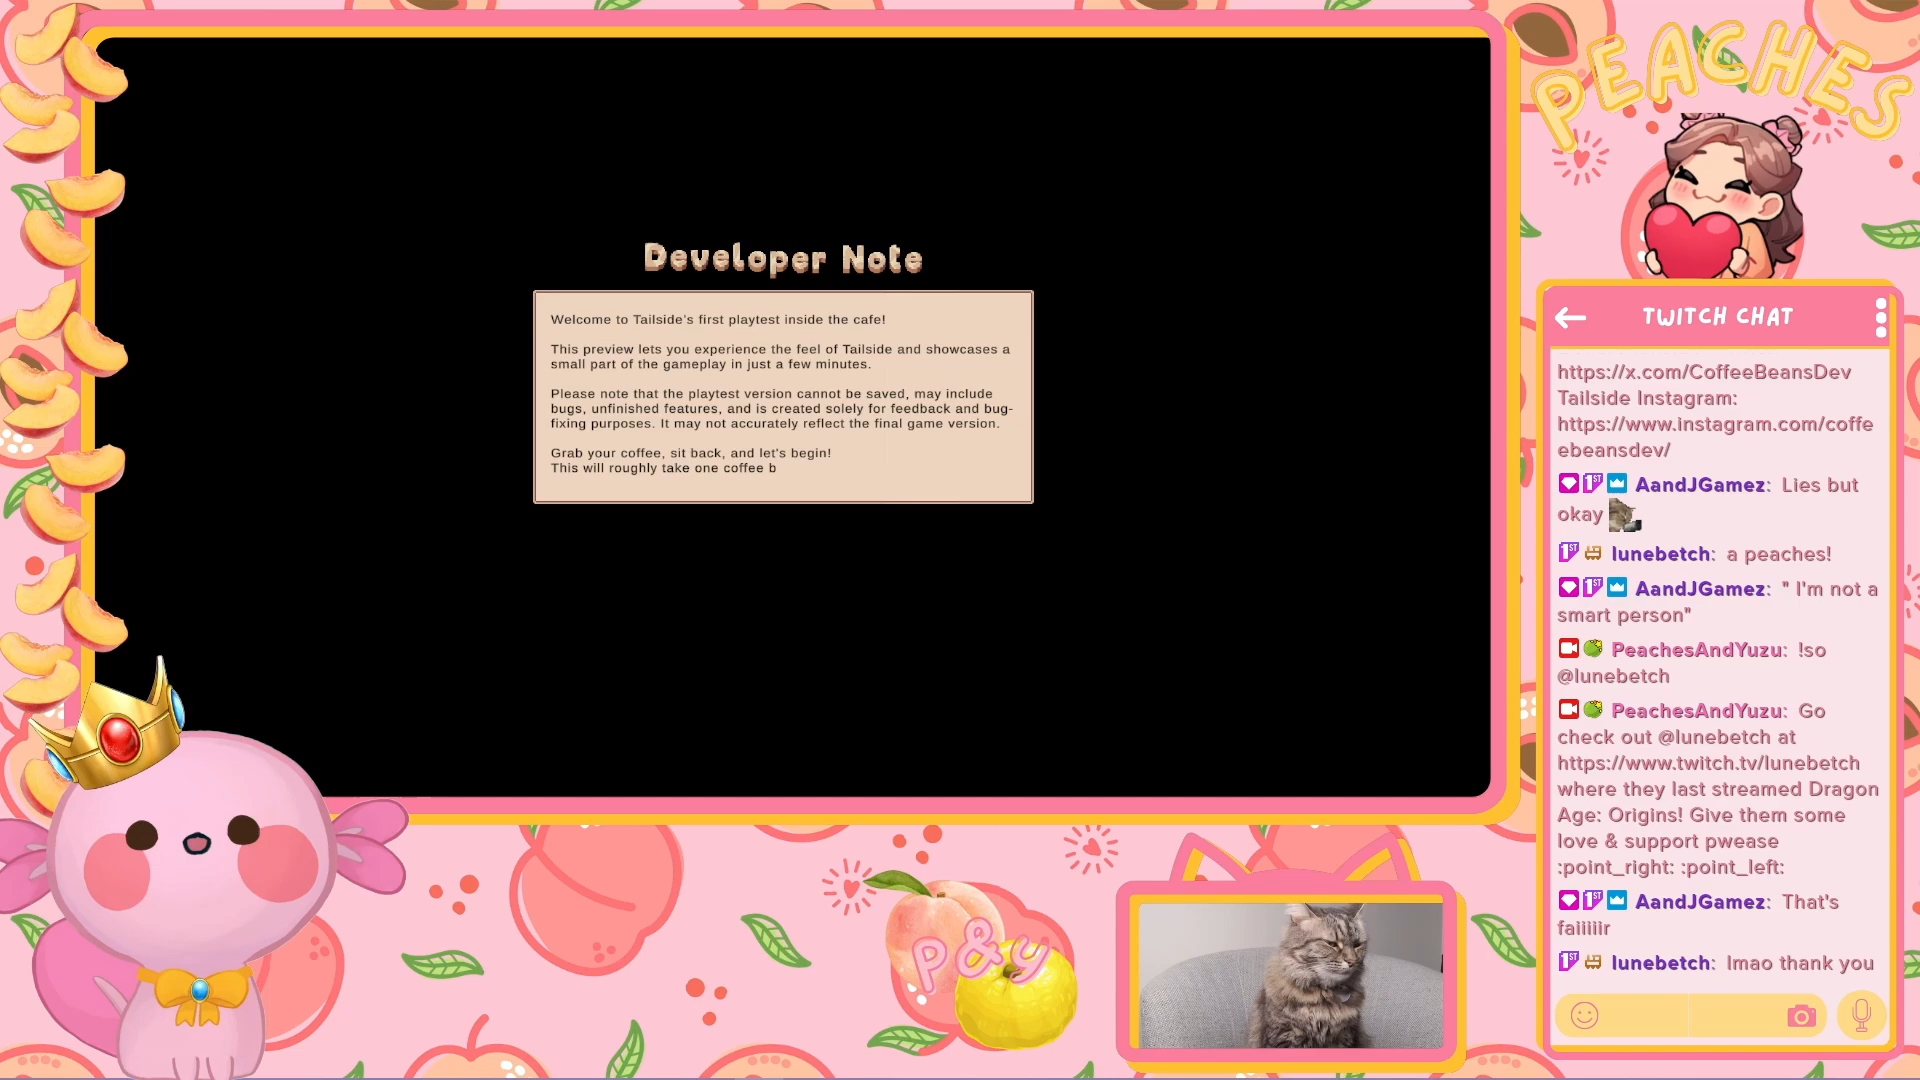 PEACHES
Developer Note
Welcome to Tailside's first playtest inside the cafe!
This preview lets you experience the feel of Tailside and showcases a
small part of the gameplay in just a few minutes.
Please note that the playtest version cannot be saved, may include
bugs, unfinished features, and is created solely for feedback and bug-
fixing purposes. It may not accurately reflect the final game version.
Grab your coffee, sit back, and let's begin!
This will roughly take one coffee b
P&Y
TWITCH CHAT
https://x.com/CoffeeBeansDev
Tailside Instagram:
https://www.instagram.com/coffe
ebeansdev/
1ST AandJGamez: Lies but
okay
1ST lunebetch: a peaches!
1ST AandJGamez: " I'm not a
smart person"
PeachesAndYuzu: !so
@lunebetch
PeachesAndYuzu: Go
check out @lunebetch at
https://www.twitch.tv/lunebetch
where they last streamed Dragon
Age: Origins! Give them some
love & support pwease
:point_right: :point_left:
1ST AandJGamez: That's
faiiiiir
1ST lunebetch: lmao thank you